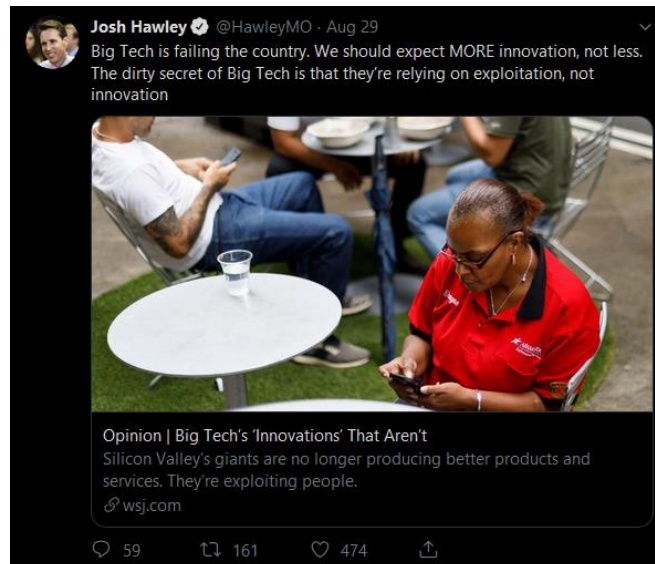 Josh Hawley @HawleyMO · Aug 29
Big Tech is failing the country. We should expect MORE innovation, not less.
The dirty secret of Big Tech is that they're relying on exploitation, not
innovation
Opinion | Big Tech's 'Innovations' That Aren't
Silicon Valley's giants are no longer producing better products and
services. They're exploiting people.
wsj.com
59 161 474